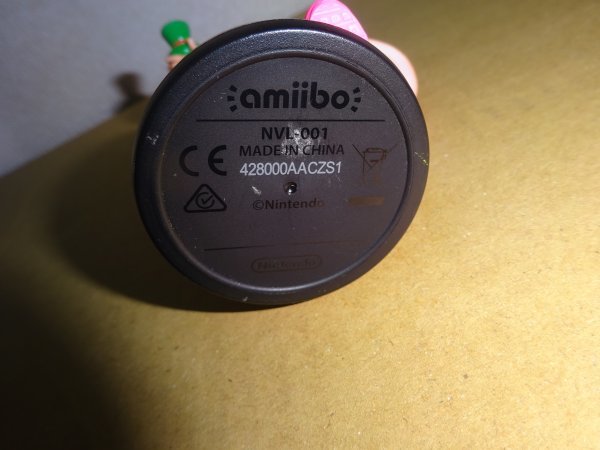 amiibo
NVL-001
MADE IN CHINA
CE
428000AACZS1
©Nintendo
Nintendo